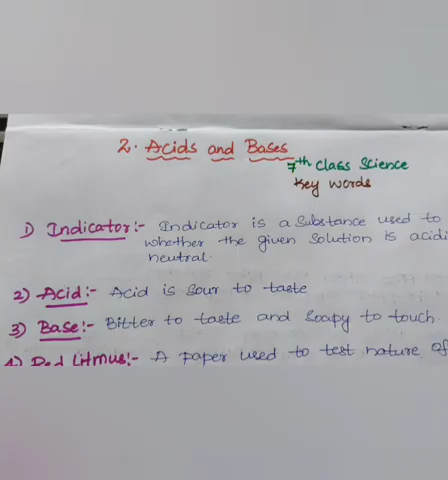 2. Acids and Bases
7th class Science
Key words
1) Indicator:- Indicator is a substance used to
whether the given solution is acidi
neutral.
2) Acid:- Acid is sour to taste
3) Base:- Bitter to taste and soapy to touch.
4) Red Litmus:- A paper used to test nature of